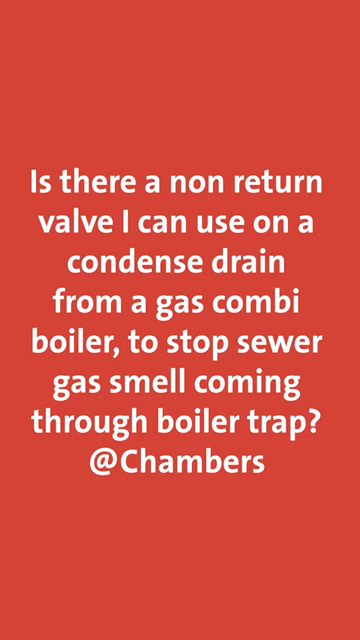 Is there a non return
valve I can use on a
condense drain
from a gas combi
boiler, to stop sewer
gas smell coming
through boiler trap?
@Chambers